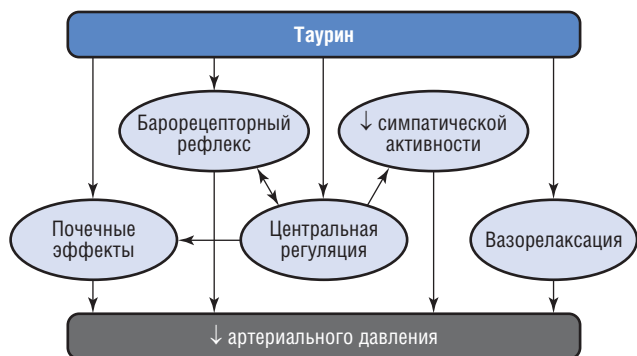 Таурин
Барорецепторный
рефлекс
↓ симпатической
активности
Почечные
эффекты
Центральная
регуляция
Вазорелаксация
↓ артериального давления